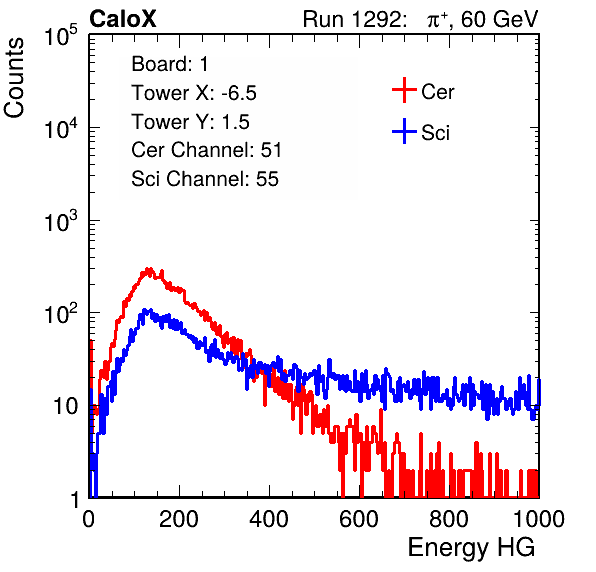 CaloX Run 1292: π⁺, 60 GeV
Counts
10⁵
10⁴
10³
10²
10
1
Board: 1
Tower X: -6.5
Tower Y: 1.5
Cer Channel: 51
Sci Channel: 55
Cer
Sci
0 200 400 600 800 1000
Energy HG